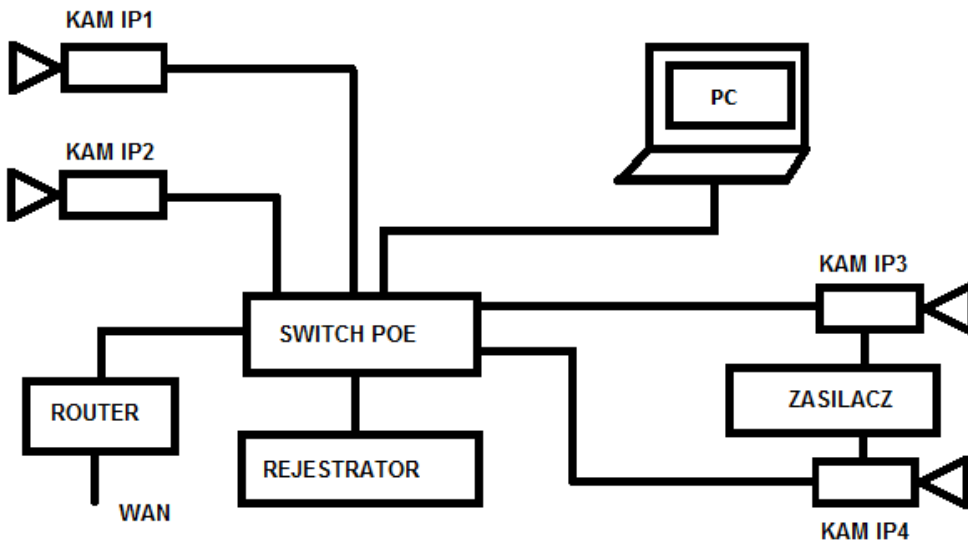 KAM IP1
PC
KAM IP2
KAM IP3
SWITCH POE
ROUTER
ZASILACZ
REJESTRATOR
WAN
KAM IP4